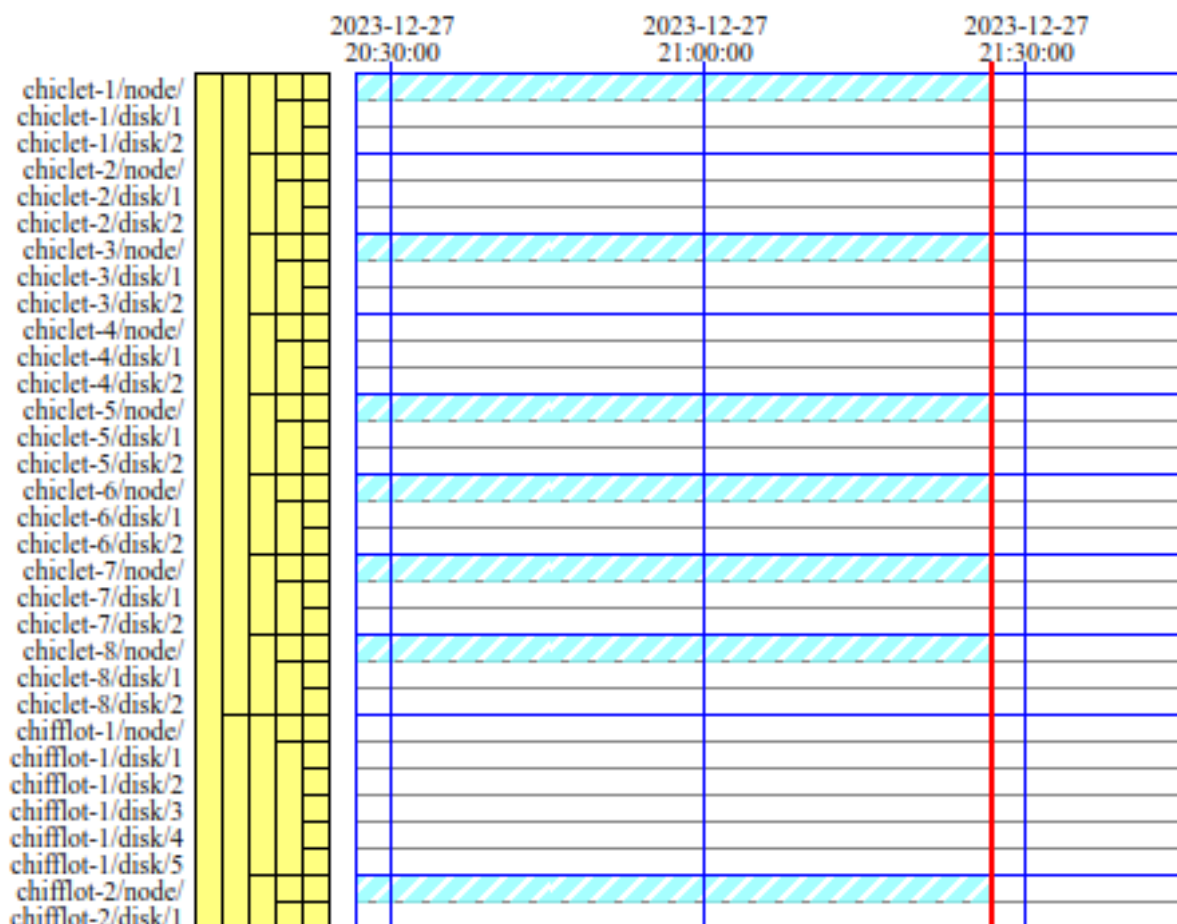 2023-12-27 2023-12-27 2023-12-27
20:30:00 21:00:00 21:30:00
chiclet-1/node/
chiclet-1/disk/1
chiclet-1/disk/2
chiclet-2/node/
chiclet-2/disk/1
chiclet-2/disk/2
chiclet-3/node/
chiclet-3/disk/1
chiclet-3/disk/2
chiclet-4/node/
chiclet-4/disk/1
chiclet-4/disk/2
chiclet-5/node/
chiclet-5/disk/1
chiclet-5/disk/2
chiclet-6/node/
chiclet-6/disk/1
chiclet-6/disk/2
chiclet-7/node/
chiclet-7/disk/1
chiclet-7/disk/2
chiclet-8/node/
chiclet-8/disk/1
chiclet-8/disk/2
chifflot-1/node/
chifflot-1/disk/1
chifflot-1/disk/2
chifflot-1/disk/3
chifflot-1/disk/4
chifflot-1/disk/5
chifflot-2/node/
chifflot-2/disk/1